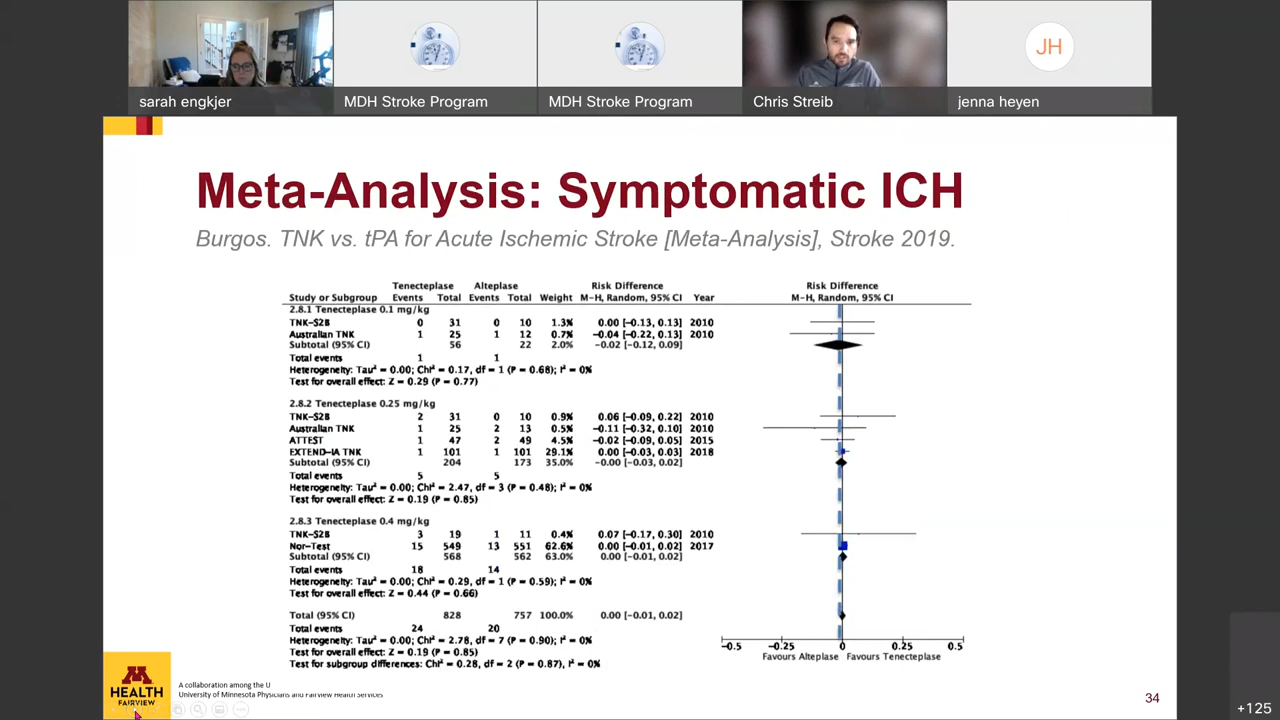 sarah engkjer
MDH Stroke Program
MDH Stroke Program
Chris Streib
JH
jenna heyen
Meta-Analysis: Symptomatic ICH
Burgos. TNK vs. tPA for Acute Ischemic Stroke [Meta-Analysis], Stroke 2019.
Tenecteplase Alteplase Risk Difference Risk Difference
Study or Subgroup Events Total Events Total Weight M-H, Random, 95% CI Year M-H, Random, 95% CI
2.8.1 Tenecteplase 0.1 mg/kg
TNK-S2B 0 31 0 10 1.3% 0.00 [-0.13, 0.13] 2010
Australian TNK 1 25 1 12 0.6% -0.04 [-0.22, 0.13] 2010
Subtotal (95% CI) 56 22 2.0% -0.02 [-0.12, 0.09]
Total events 1 1
Heterogeneity: Tau² = 0.00; Chi² = 0.17, df = 1 (P = 0.68); I² = 0%
Test for overall effect: Z = 0.29 (P = 0.77)
2.8.2 Tenecteplase 0.25 mg/kg
TNK-S2B 2 31 0 10 0.9% 0.06 [-0.09, 0.22] 2010
Australian TNK 1 25 2 13 0.5% -0.11 [-0.32, 0.10] 2010
ATTEST 1 47 2 49 4.5% -0.02 [-0.09, 0.05] 2015
EXTEND-IA TNK 1 101 1 101 29.1% 0.00 [-0.03, 0.03] 2018
Subtotal (95% CI) 204 173 35.0% -0.00 [-0.03, 0.02]
Total events 5 5
Heterogeneity: Tau² = 0.00; Chi² = 2.47, df = 3 (P = 0.48); I² = 0%
Test for overall effect: Z = 0.19 (P = 0.85)
2.8.3 Tenecteplase 0.4 mg/kg
TNK-S2B 3 19 1 11 0.4% 0.07 [-0.17, 0.30] 2010
Nor-Test 15 549 13 551 62.6% 0.00 [-0.01, 0.02] 2017
Subtotal (95% CI) 568 562 63.0% 0.00 [-0.01, 0.02]
Total events 18 14
Heterogeneity: Tau² = 0.00; Chi² = 0.29, df = 1 (P = 0.59); I² = 0%
Test for overall effect: Z = 0.44 (P = 0.66)
Total (95% CI) 828 757 100.0% 0.00 [-0.01, 0.02]
Total events 24 20
Heterogeneity: Tau² = 0.00; Chi² = 2.78, df = 7 (P = 0.90); I² = 0%
Test for overall effect: Z = 0.19 (P = 0.85)
Test for subgroup differences: Chi² = 0.28, df = 2 (P = 0.87), I² = 0%
-0.5 -0.25 0 0.25 0.5
Favours Alteplase Favours Tenecteplase
M
HEALTH
FAIRVIEW
A collaboration among the U
University of Minnesota Physicians and Fairview Health Services
34
+125